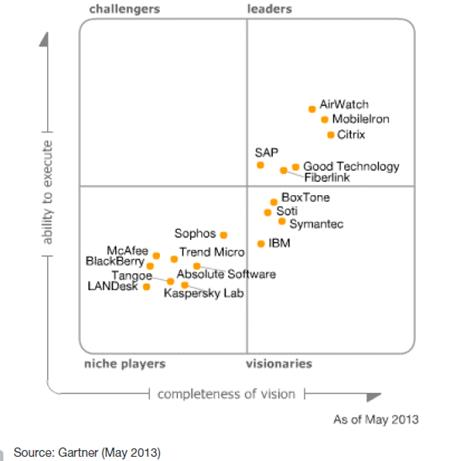 challengers
leaders
AirWatch
MobileIron
Citrix
SAP
Good Technology
Fiberlink
ability to execute
BoxTone
Soti
Symantec
Sophos
IBM
McAfee
Trend Micro
BlackBerry
Tangoe
Absolute Software
LANDesk
Kaspersky Lab
niche players
visionaries
completeness of vision
As of May 2013
Source: Gartner (May 2013)